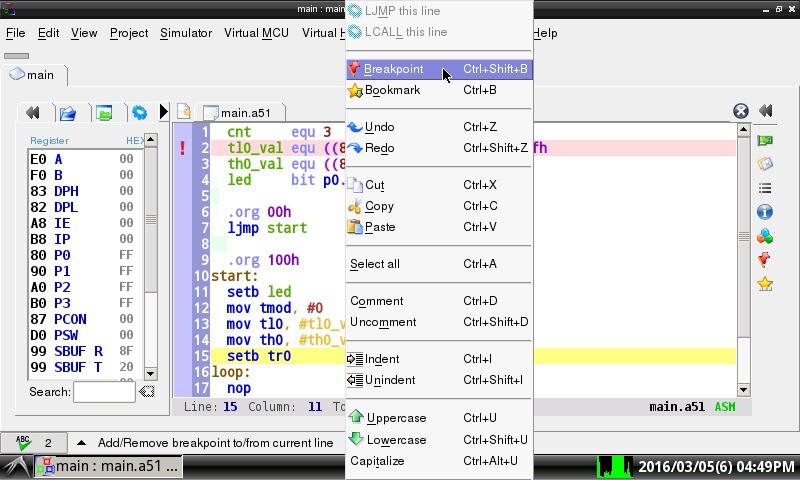 main : main.a51
LJMP this line
LCALL this line
File Edit View Project Simulator Virtual MCU Virtual H Help
main
Breakpoint Ctrl+Shift+B
Bookmark Ctrl+B
Undo Ctrl+Z
Redo Ctrl+Shift+Z
Cut Ctrl+X
Copy Ctrl+C
Paste Ctrl+V
Select all Ctrl+A
Comment Ctrl+D
Uncomment Ctrl+Shift+D
Indent Ctrl+I
Unindent Ctrl+Shift+I
Uppercase Ctrl+U
Lowercase Ctrl+Shift+U
Capitalize Ctrl+Alt+U
Register HEX
E0 A 00
F0 B 00
83 DPH 00
82 DPL 00
A8 IE 00
B8 IP 00
80 P0 FF
90 P1 FF
A0 P2 FF
B0 P3 FF
87 PCON 00
D0 PSW 00
99 SBUF R 8F
99 SBUF T 20
Search:
main.a51
1 cnt equ 3
! 2 tl0_val equ ((8 fh
3 th0_val equ ((8
4 led bit p0.
5
6 .org 00h
7 ljmp start
8
9 .org 100h
10 start:
11 setb led
12 mov tmod, #0
13 mov tl0, #tl0_v
14 mov th0, #th0_v
15 setb tr0
16 loop:
17 nop
Line: 15 Column: 11 To main.a51 ASM
ABC 2 Add/Remove breakpoint to/from current line
main : main.a51 ...
2016/03/05(6) 04:49PM